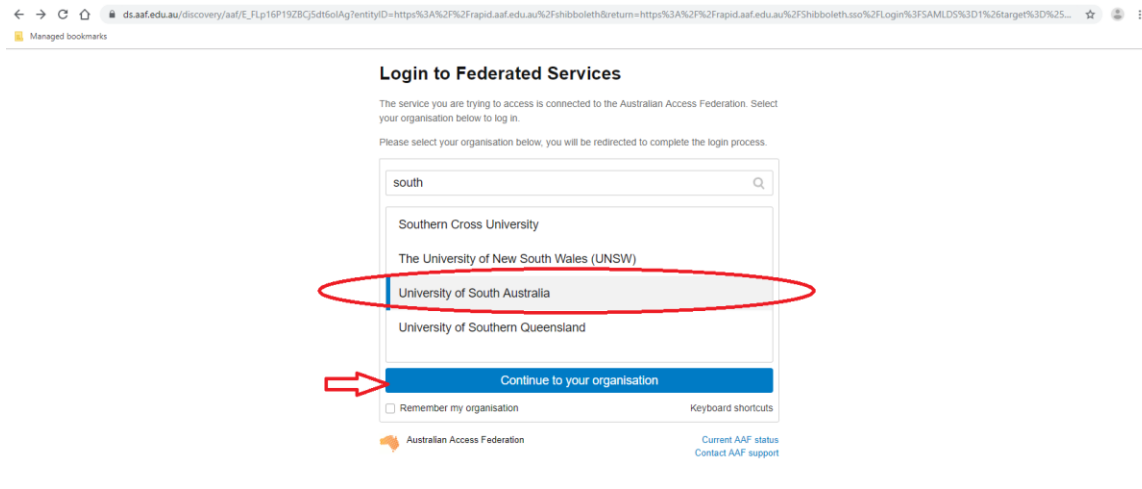 ds.aaf.edu.au/discovery/aaf/E_FLp16P19ZBCj5dt6olAg?entityID=https%3A%2F%2Frapid.aaf.edu.au%2Fshibboleth&return=https%3A%2F%2Frapid.aaf.edu.au%2FShibboleth.sso%2FLogin%3FSAMLDS%3D1%26target%3D%25...
Managed bookmarks
Login to Federated Services
The service you are trying to access is connected to the Australian Access Federation. Select
your organisation below to log in.
Please select your organisation below, you will be redirected to complete the login process.
south
Southern Cross University
The University of New South Wales (UNSW)
University of South Australia
University of Southern Queensland
Continue to your organisation
Remember my organisation Keyboard shortcuts
Australian Access Federation Current AAF status
Contact AAF support